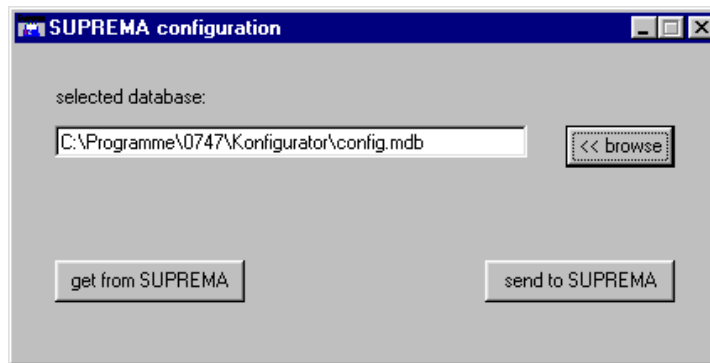 SUPREMA configuration
selected database:
C:\Programme\0747\Konfigurator\config.mdb
<< browse
get from SUPREMA
send to SUPREMA